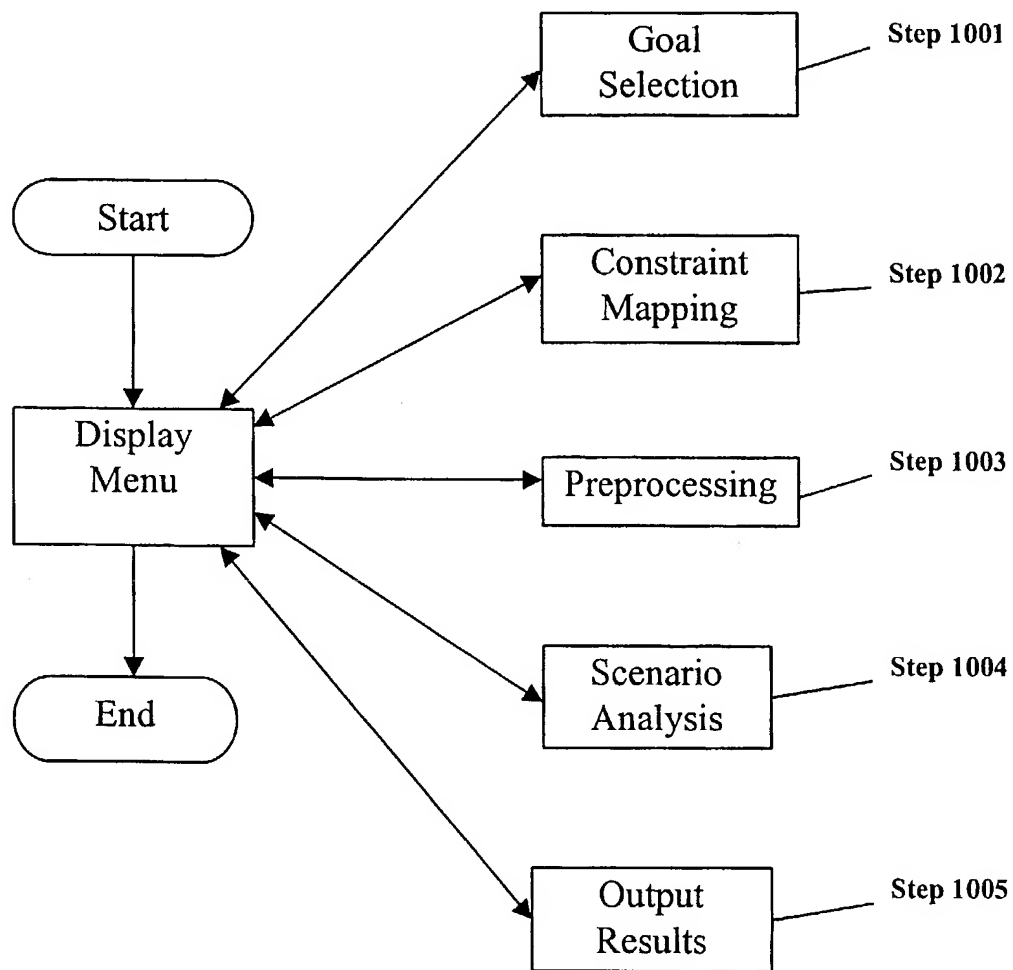 Goal
Selection
Step 1001
Start
Constraint
Mapping
Step 1002
Display
Menu
Preprocessing
Step 1003
Scenario
Analysis
Step 1004
End
Output
Results
Step 1005